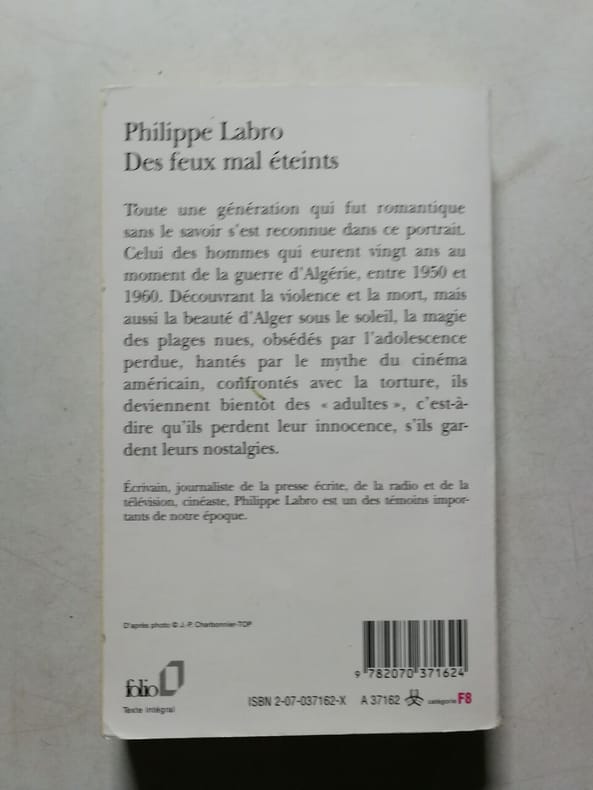 Philippe Labro
Des feux mal éteints
Toute une génération qui fut romantique
sans le savoir s'est reconnue dans ce portrait.
Celui des hommes qui eurent vingt ans au
moment de la guerre d'Algérie, entre 1950 et
1960. Découvrant la violence et la mort, mais
aussi la beauté d'Alger sous le soleil, la magie
des plages nues, obsédés par l'adolescence
perdue, hantés par le mythe du cinéma
américain, confrontés avec la torture, ils
deviennent bientôt des « adultes », c'est-à-
dire qu'ils perdent leur innocence, s'ils gar-
dent leurs nostalgies.
Écrivain, journaliste de la presse écrite, de la radio et de la
télévision, cinéaste, Philippe Labro est un des témoins impor-
tants de notre époque.
D'après photo © J.-P. Charbonnier-TOP
9 782070 371624
folio
Texte intégral
ISBN 2-07-037162-X A 37162 catégorie F8